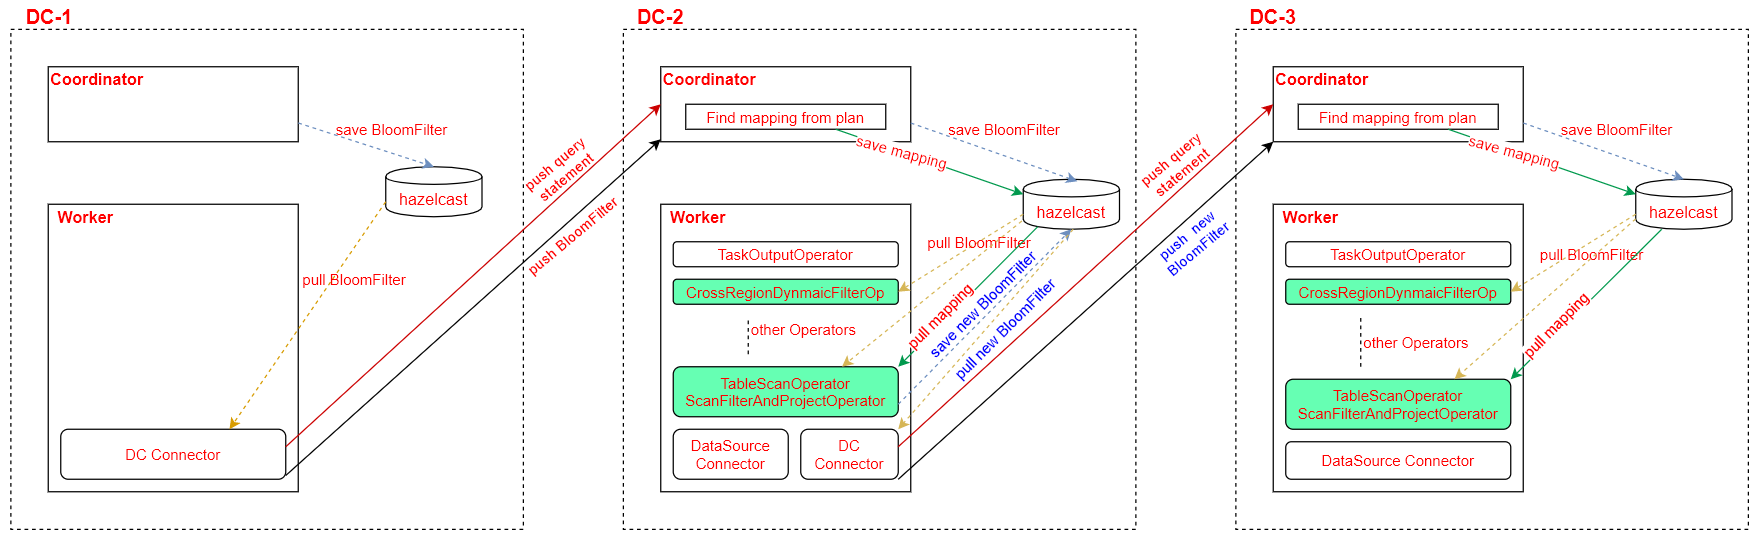 DC-1
Coordinator
save BloomFilter
hazelcast
Worker
pull BloomFilter
DC Connector
push query
statement
push BloomFilter
DC-2
Coordinator
Find mapping from plan
save BloomFilter
save mapping
hazelcast
Worker
TaskOutputOperator
pull BloomFilter
CrossRegionDynmaicFilterOp
other Operators
pull mapping
save new BloomFilter
pull new BloomFilter
TableScanOperator
ScanFilterAndProjectOperator
DataSource
Connector
DC
Connector
push query
statement
push new
BloomFilter
DC-3
Coordinator
Find mapping from plan
save BloomFilter
save mapping
hazelcast
Worker
TaskOutputOperator
pull BloomFilter
CrossRegionDynmaicFilterOp
other Operators
pull mapping
TableScanOperator
ScanFilterAndProjectOperator
DataSource Connector